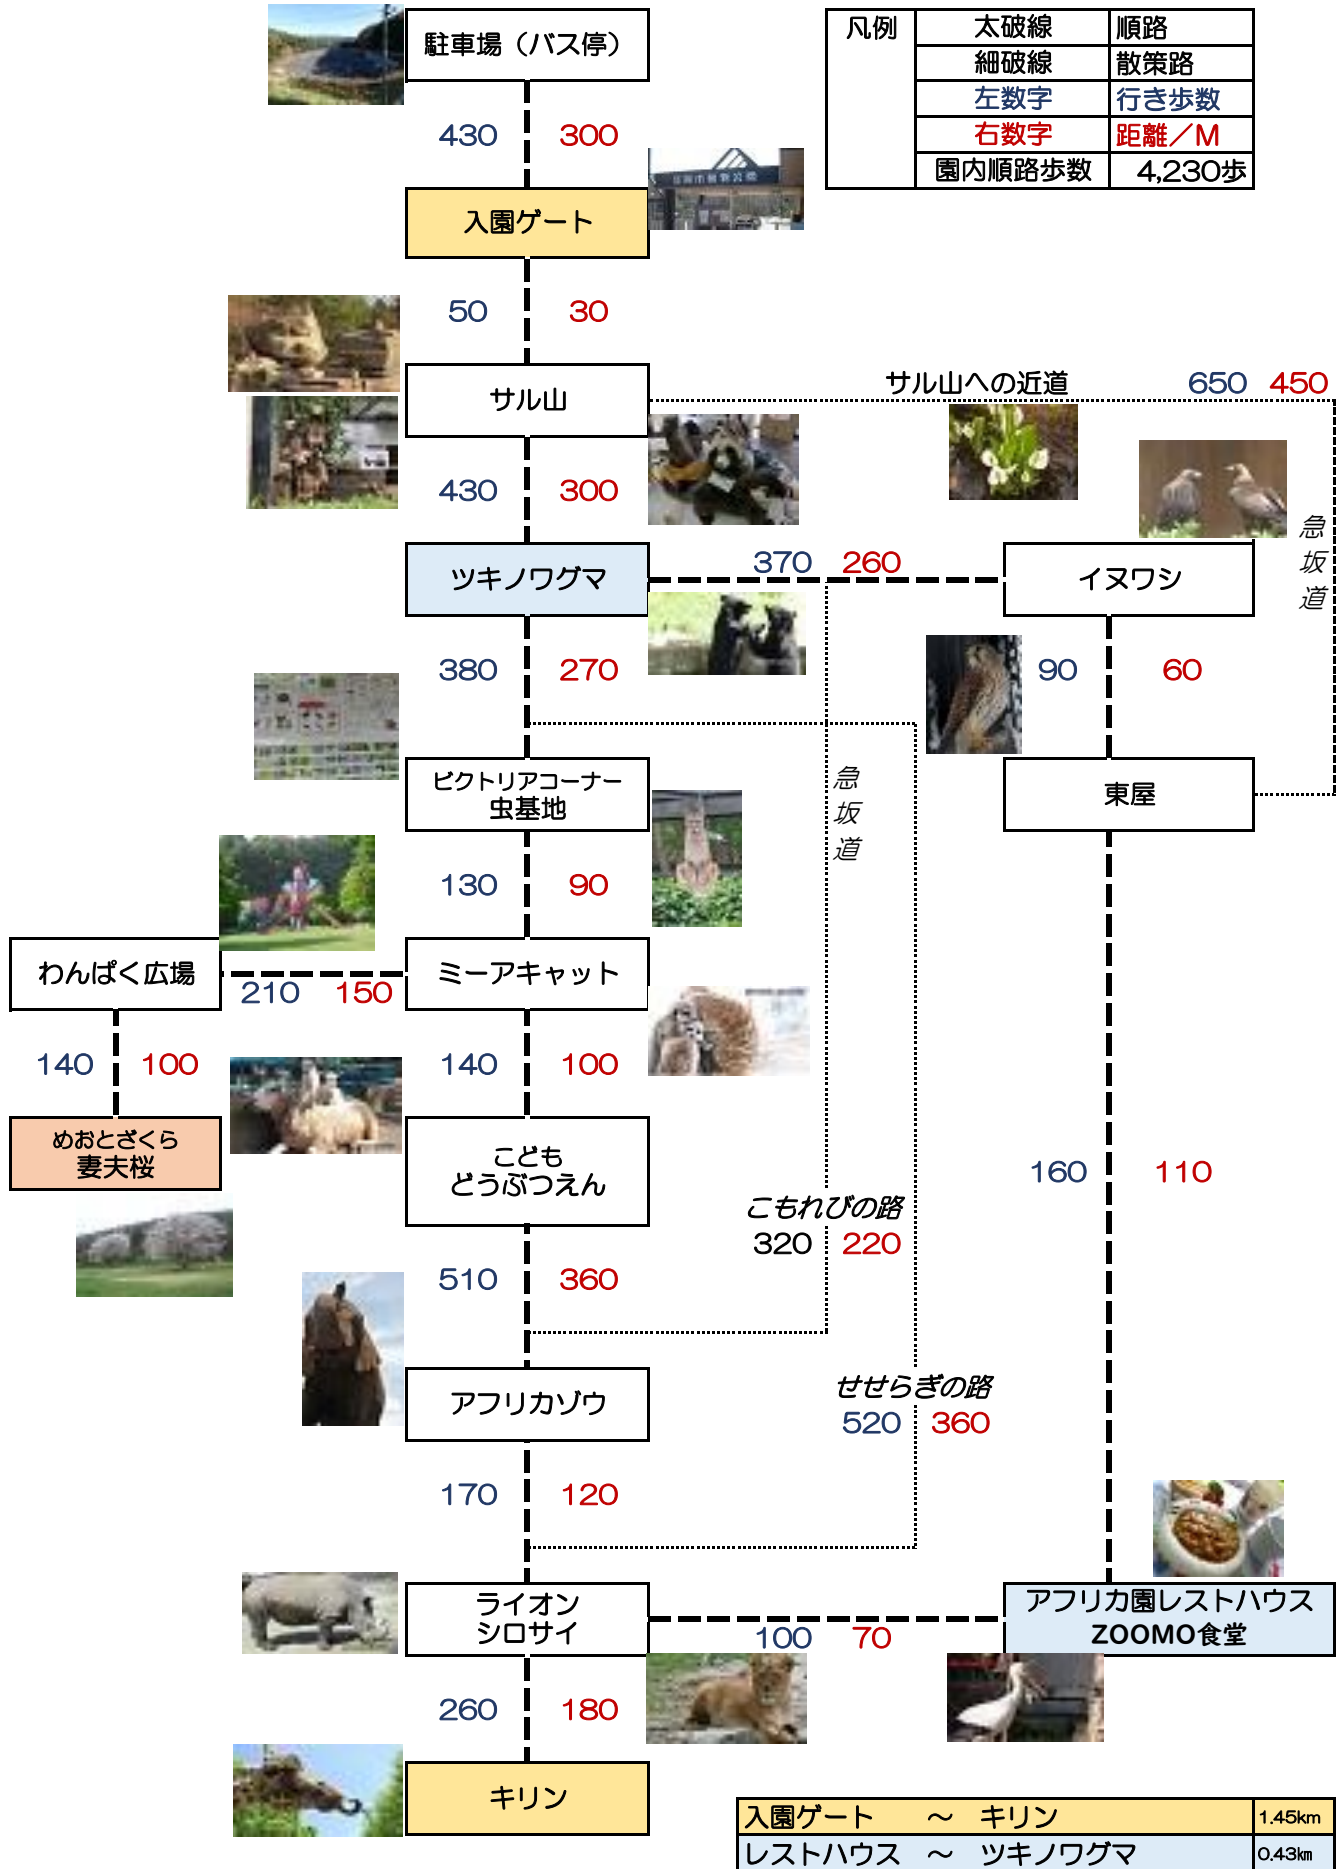 駐車場（バス停）
凡例 太破線 順路
細破線 散策路
左数字 行き歩数
右数字 距離／M
園内順路歩数 4,230歩
430 300
入園ゲート
50 30
サル山
サル山への近道 650 450
430 300
急坂道
ツキノワグマ
370 260
イヌワシ
380 270
90 60
ビクトリアコーナー
虫基地
急坂道
東屋
130 90
わんぱく広場
210 150
ミーアキャット
140 100
140 100
めおとざくら
妻夫桜
こども
どうぶつえん
160 110
こもれびの路
320 220
510 360
アフリカゾウ
せせらぎの路
520 360
170 120
ライオン
シロサイ
100 70
アフリカ園レストハウス
ZOOMO食堂
260 180
キリン
入園ゲート ～ キリン 1.45km
レストハウス ～ ツキノワグマ 0.43㎞